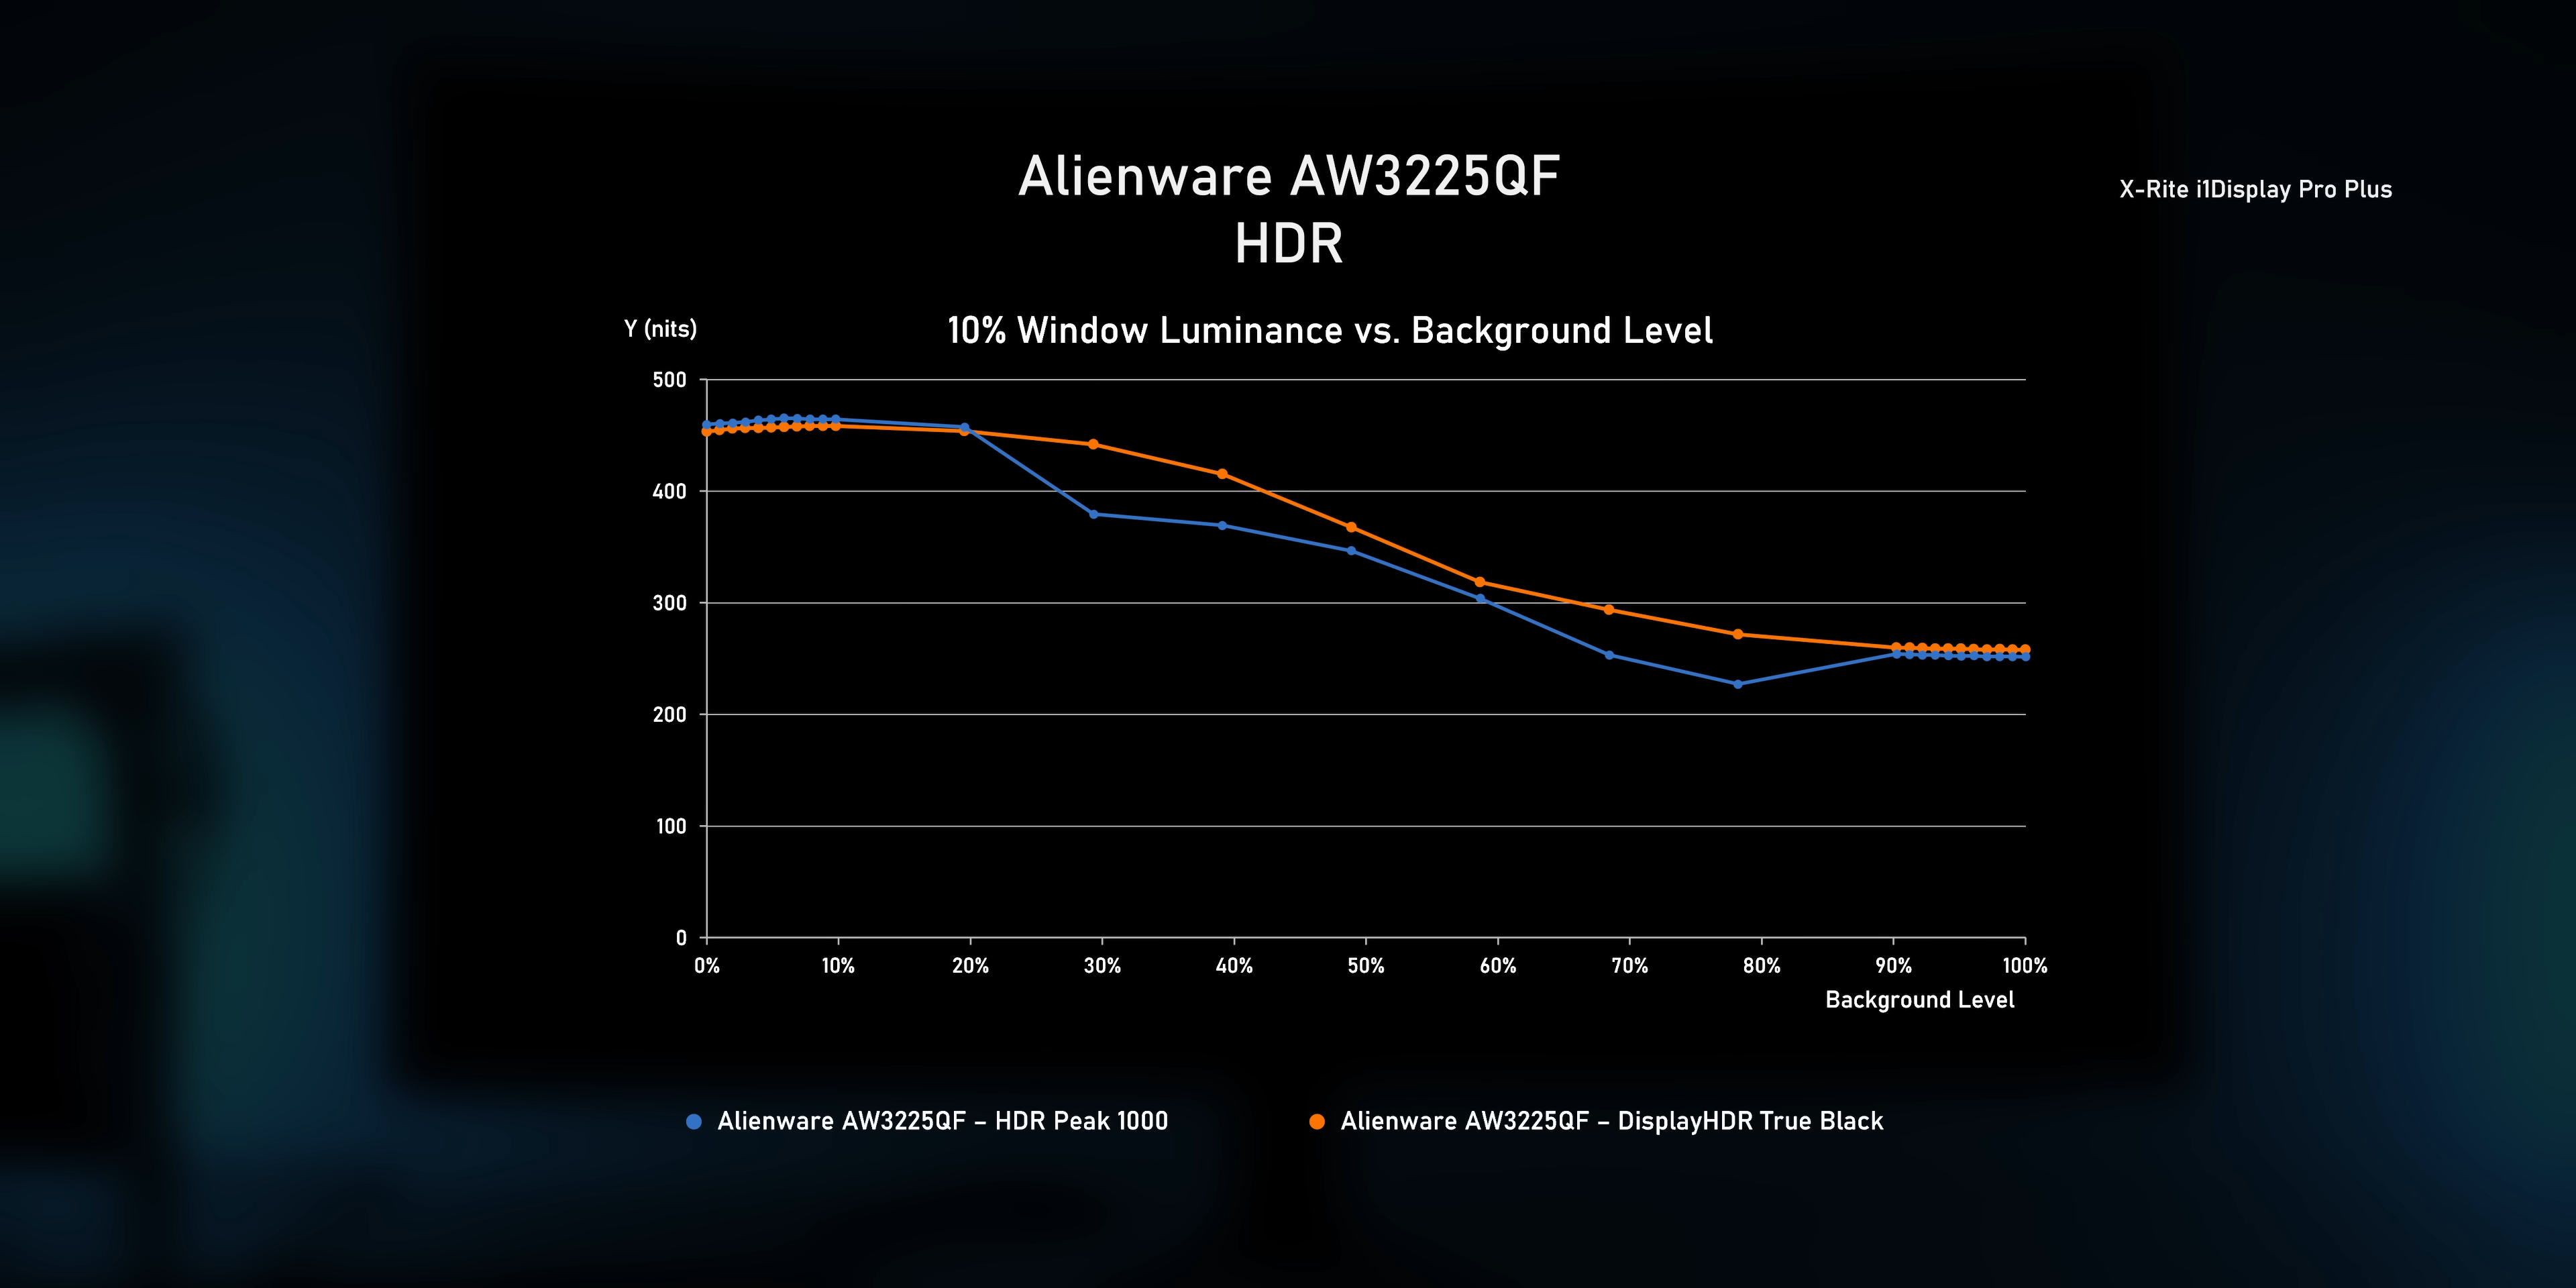 Alienware AW3225QF
HDR
X-Rite i1Display Pro Plus
Y (nits)
10% Window Luminance vs. Background Level
500
400
300
200
100
0
0% 10% 20% 30% 40% 50% 60% 70% 80% 90% 100%
Background Level
Alienware AW3225QF – HDR Peak 1000
Alienware AW3225QF – DisplayHDR True Black